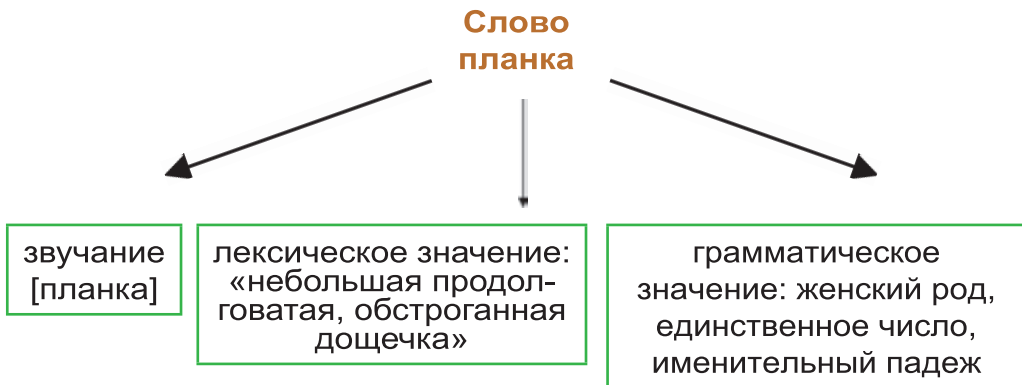 Слово
планка
звучание
[планка]
лексическое значение:
«небольшая продол-
говатая, обстроганная
дощечка»
грамматическое
значение: женский род,
единственное число,
именительный падеж